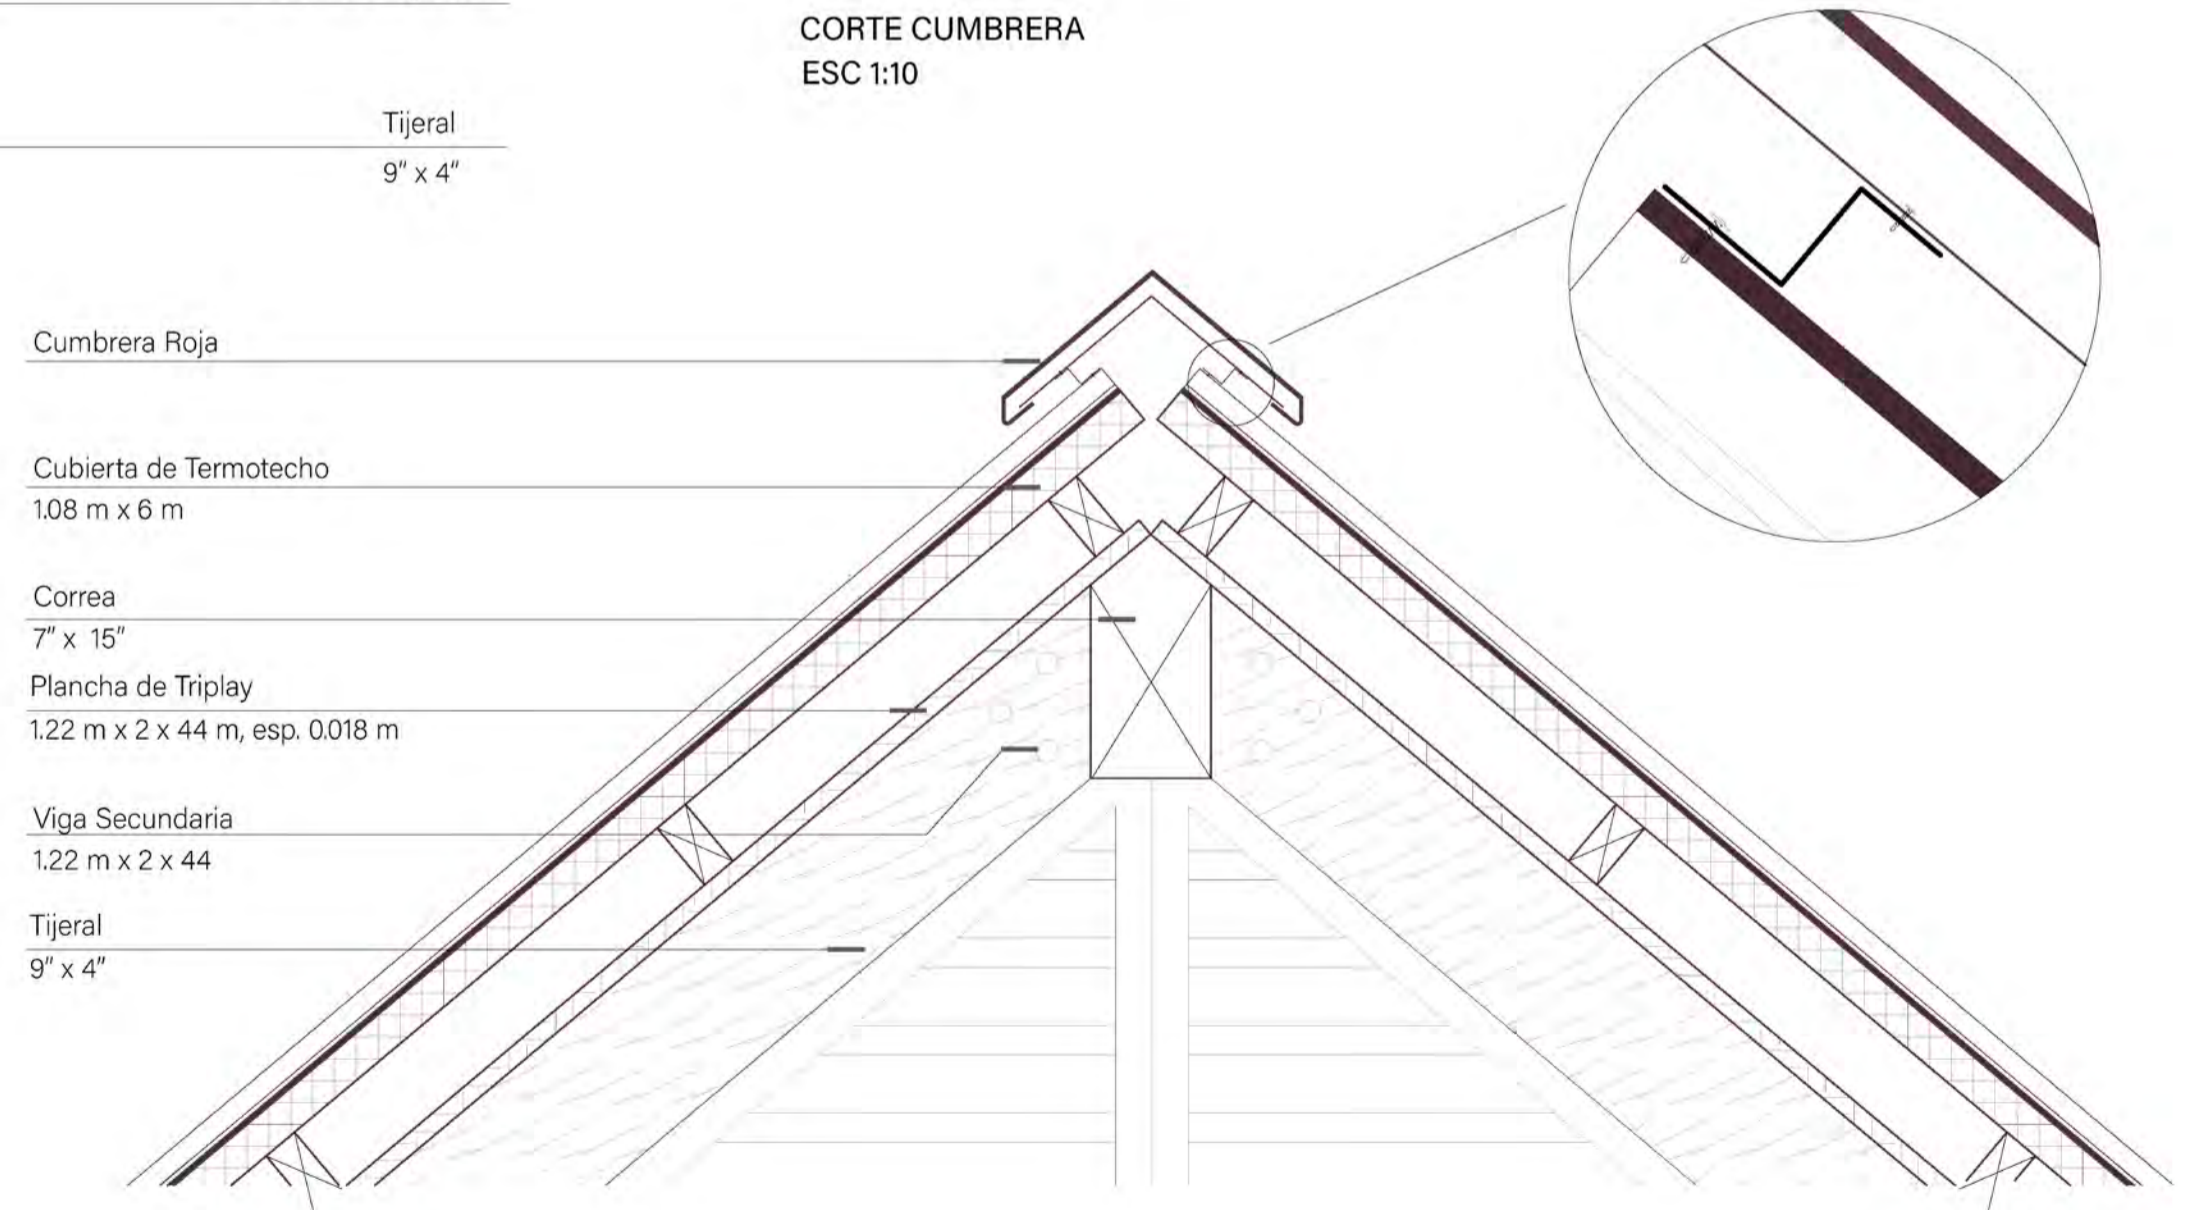 CORTE CUMBRERA
ESC 1:10
Tijeral
9" x 4"
Cumbrera Roja
Cubierta de Termotecho
1.08 m x 6 m
Correa
7" x 15"
Plancha de Triplay
1.22 m x 2 x 44 m, esp. 0.018 m
Viga Secundaria
1.22 m x 2 x 44
Tijeral
9" x 4"